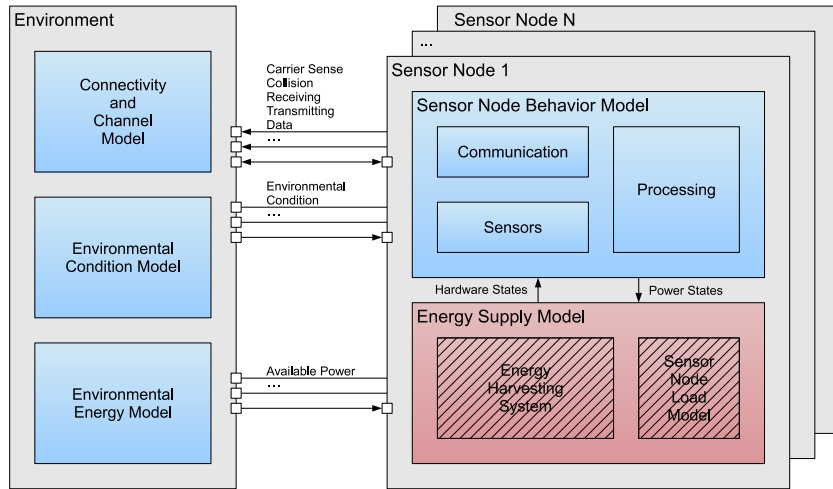 Environment
Connectivity
and
Channel
Model
Environmental
Condition Model
Environmental
Energy Model
Carrier Sense
Collision
Receiving
Transmitting
Data
...
Environmental
Condition
...
Available Power
...
Sensor Node N
...
Sensor Node 1
Sensor Node Behavior Model
Communication
Sensors
Processing
Hardware States
Power States
Energy Supply Model
Energy
Harvesting
System
Sensor
Node
Load
Model